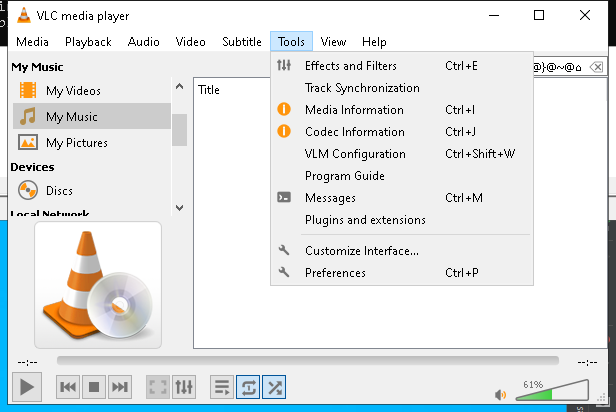 VLC media player
Media Playback Audio Video Subtitle Tools View Help
My Music
My Videos
My Music
My Pictures
Devices
Discs
Local Network
Title
Effects and Filters Ctrl+E
Track Synchronization
Media Information Ctrl+I
Codec Information Ctrl+J
VLM Configuration Ctrl+Shift+W
Program Guide
Messages Ctrl+M
Plugins and extensions
Customize Interface...
Preferences Ctrl+P
--:-- --:--
61%